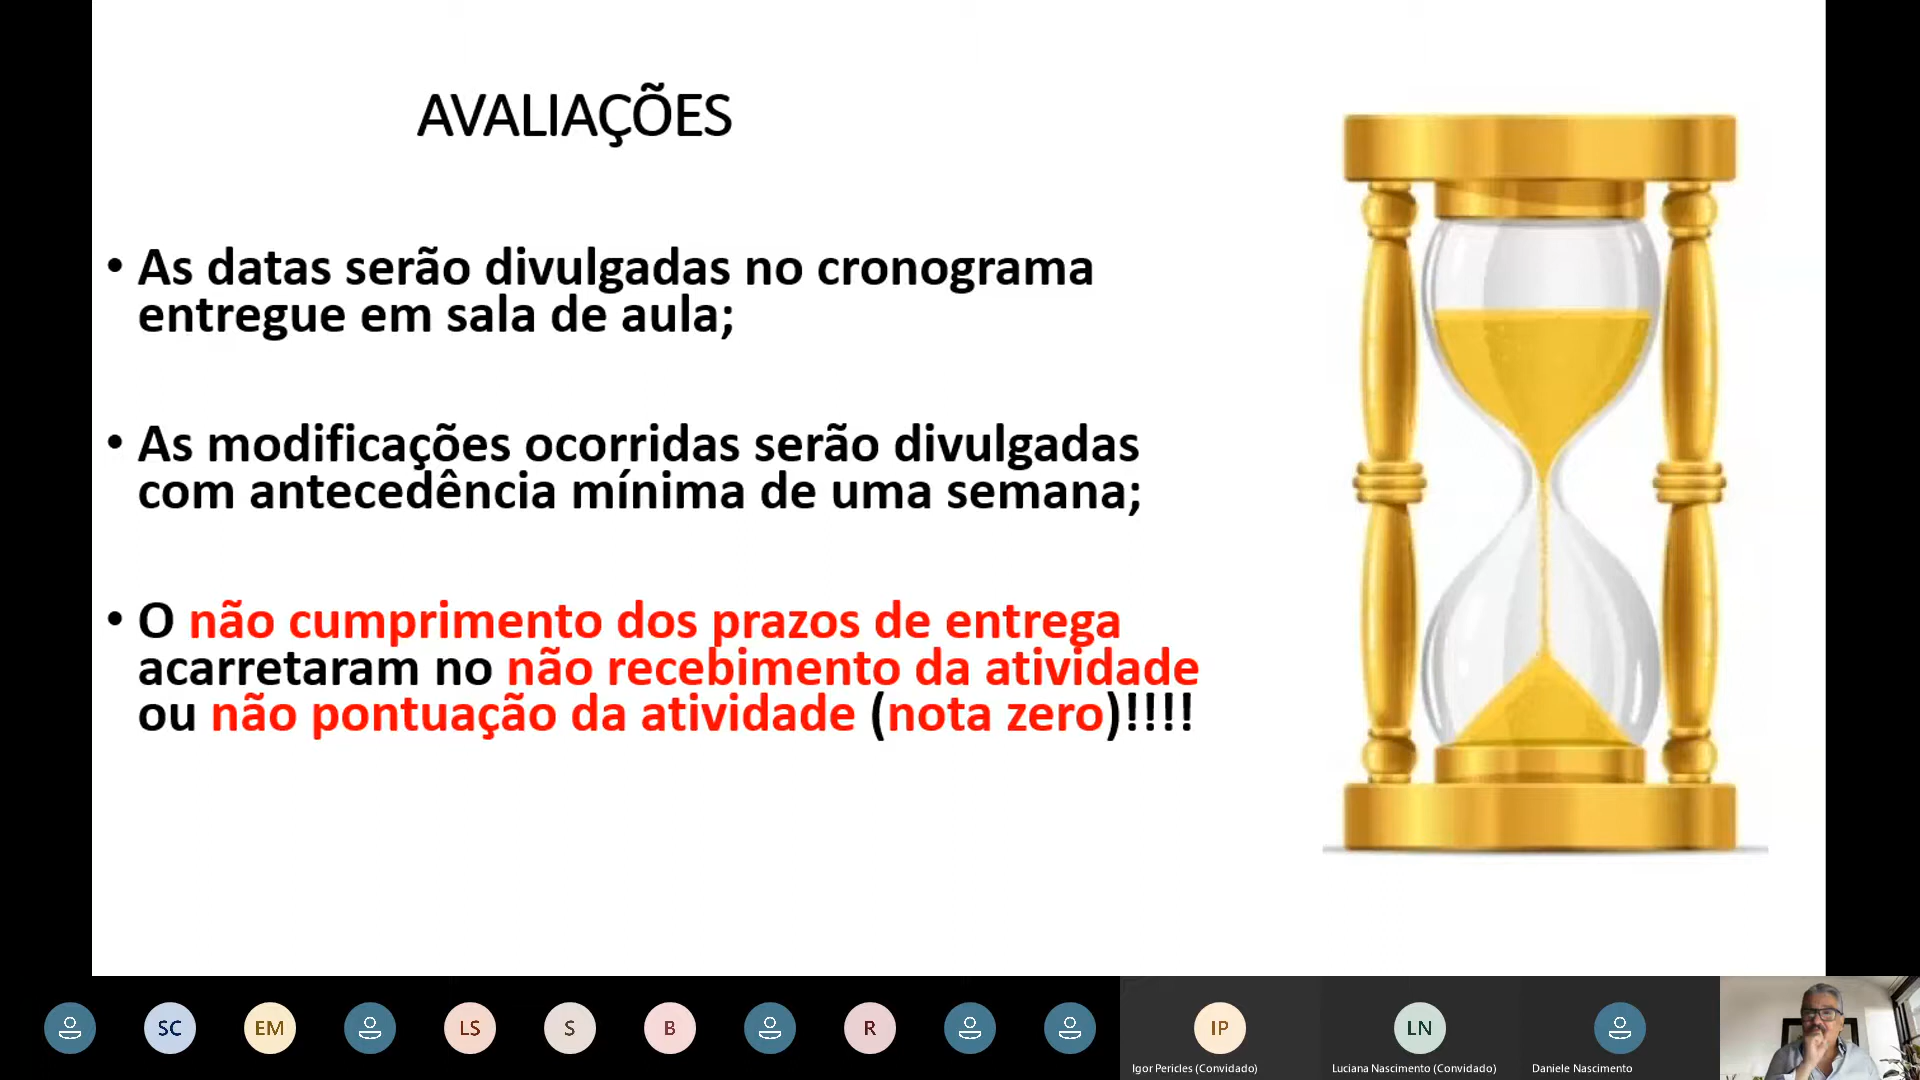 AVALIAÇÕES
• As datas serão divulgadas no cronograma
entregue em sala de aula;
• As modificações ocorridas serão divulgadas
com antecedência mínima de uma semana;
• O não cumprimento dos prazos de entrega
acarretaram no não recebimento da atividade
ou não pontuação da atividade (nota zero)!!!!
SC
EM
LS
S
B
R
IP
LN
Igor Pericles (Convidado)
Luciana Nascimento (Convidado)
Daniele Nascimento